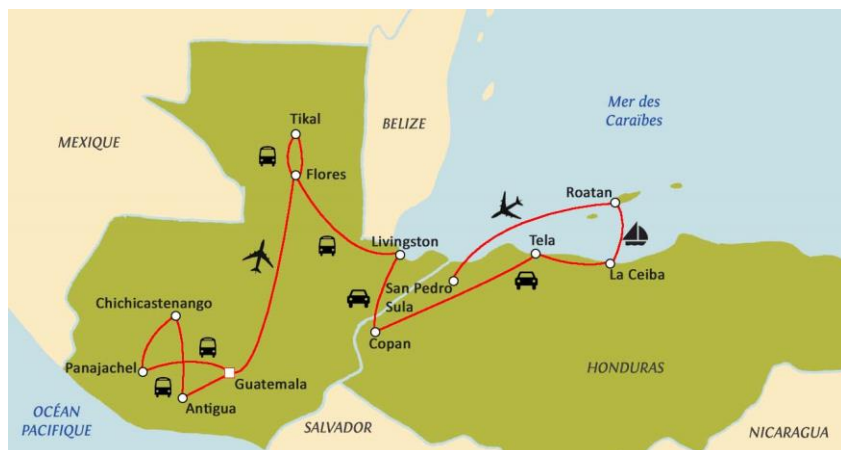 Tikal
Mer des
Caraïbes
MEXIQUE
BELIZE
Flores
Roatan
Livingston
Tela
La Ceiba
San Pedro
Sula
Chichicastenango
Copan
Panajachel
Guatemala
HONDURAS
Antigua
OCÉAN
PACIFIQUE
SALVADOR
NICARAGUA